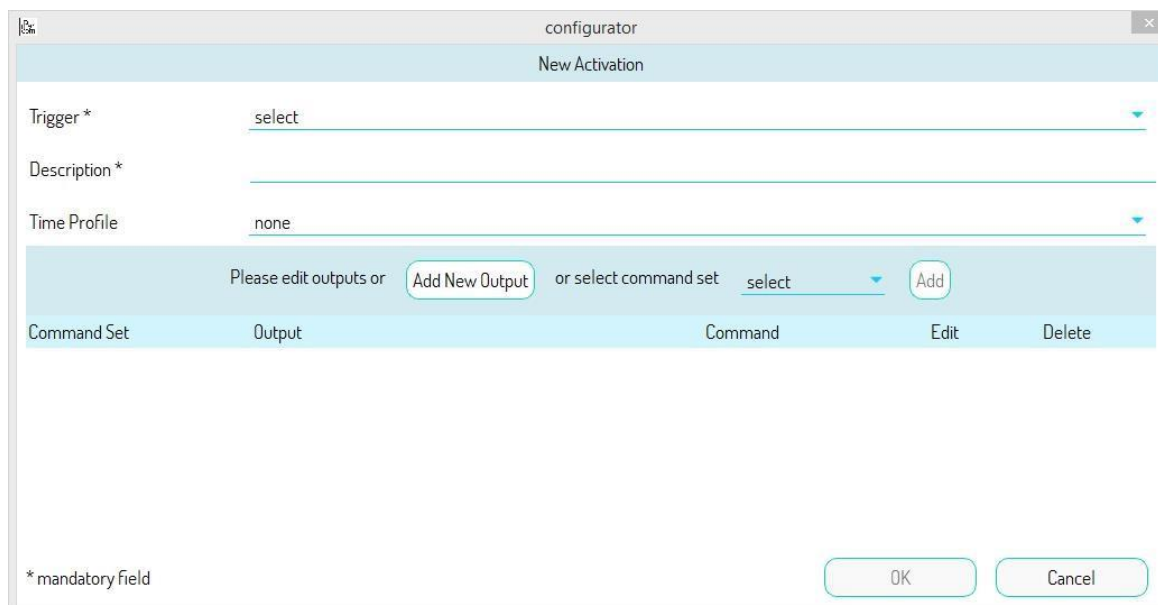 configurator
New Activation
Trigger * select
Description *
Time Profile none
Please edit outputs or Add New Output or select command set select Add
Command Set Output Command Edit Delete
* mandatory field OK Cancel